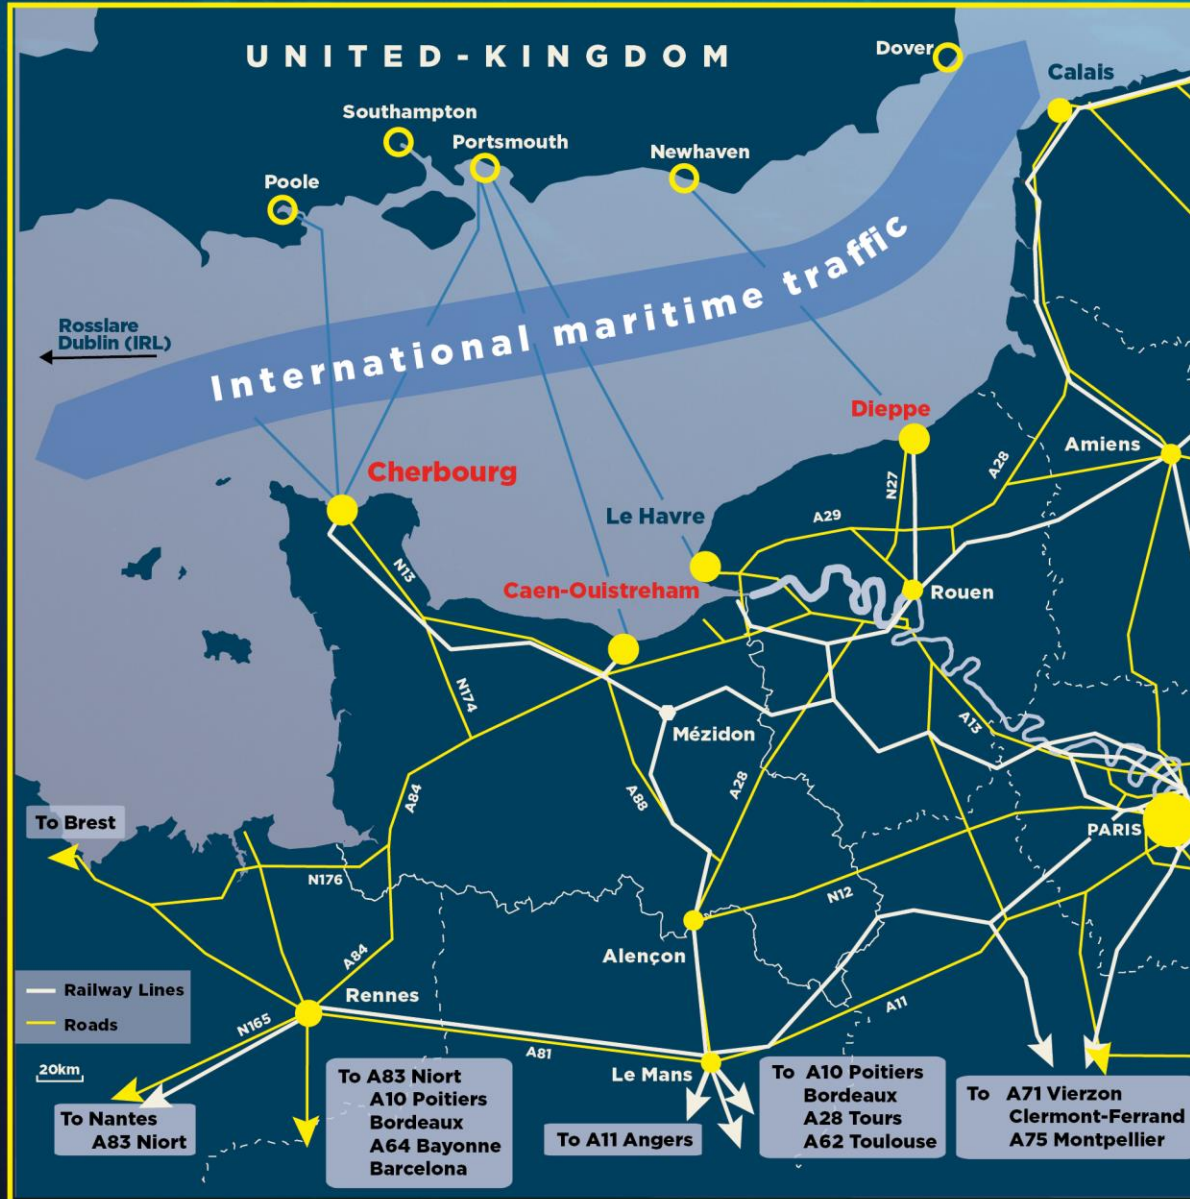 UNITED-KINGDOM
Dover
Calais
Southampton
Portsmouth
Newhaven
Poole
International maritime traffic
Rosslare
Dublin (IRL)
Dieppe
Amiens
Cherbourg
N27
A28
Le Havre
A29
N13
Caen-Ouistreham
Rouen
N174
A13
Mézidon
A84
A88
A28
To Brest
PARIS
N176
N12
A84
Alençon
Railway Lines
Rennes
A11
Roads
N165
A81
20km
Le Mans
To A83 Niort
A10 Poitiers
Bordeaux
A64 Bayonne
Barcelona
To A10 Poitiers
Bordeaux
A28 Tours
A62 Toulouse
To A71 Vierzon
Clermont-Ferrand
A75 Montpellier
To Nantes
A83 Niort
To A11 Angers